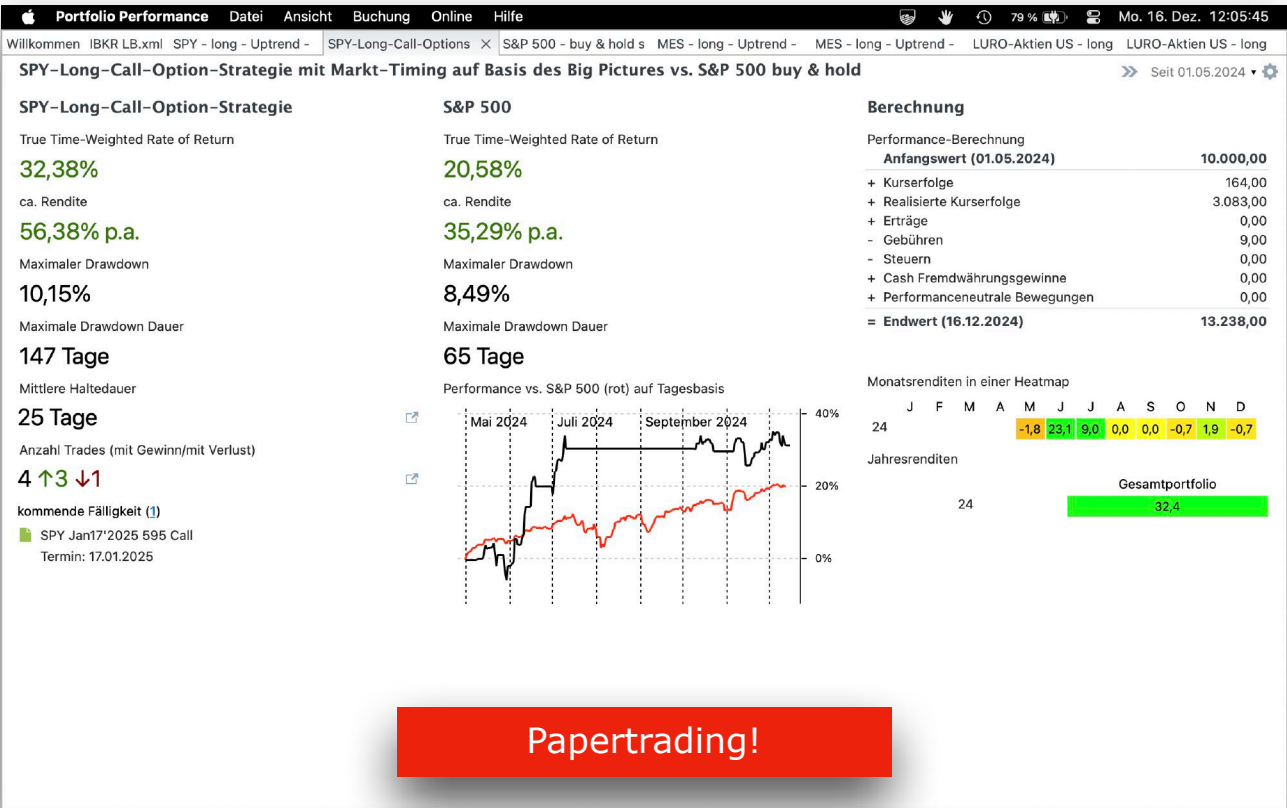 Portfolio Performance Datei Ansicht Buchung Online Hilfe 79 % Mo. 16. Dez. 12:05:45
Willkommen IBKR LB.xml SPY - long - Uptrend - SPY-Long-Call-Options S&P 500 - buy & hold s MES - long - Uptrend - MES - long - Uptrend - LURO-Aktien US - long LURO-Aktien US - long
SPY-Long-Call-Option-Strategie mit Markt-Timing auf Basis des Big Pictures vs. S&P 500 buy & hold
Seit 01.05.2024
SPY-Long-Call-Option-Strategie
True Time-Weighted Rate of Return
32,38%
ca. Rendite
56,38% p.a.
Maximaler Drawdown
10,15%
Maximale Drawdown Dauer
147 Tage
Mittlere Haltedauer
25 Tage
Anzahl Trades (mit Gewinn/mit Verlust)
4 ↑3 ↓1
kommende Fälligkeit (1)
SPY Jan17'2025 595 Call
Termin: 17.01.2025
S&P 500
True Time-Weighted Rate of Return
20,58%
ca. Rendite
35,29% p.a.
Maximaler Drawdown
8,49%
Maximale Drawdown Dauer
65 Tage
Performance vs. S&P 500 (rot) auf Tagesbasis
Mai 2024 Juli 2024 September 2024
40%
20%
0%
Berechnung
Performance-Berechnung
Anfangswert (01.05.2024) 10.000,00
+ Kurserfolge 164,00
+ Realisierte Kurserfolge 3.083,00
+ Erträge 0,00
- Gebühren 9,00
- Steuern 0,00
+ Cash Fremdwährungsgewinne 0,00
+ Performanceneutrale Bewegungen 0,00
= Endwert (16.12.2024) 13.238,00
Monatsrenditen in einer Heatmap
J F M A M J J A S O N D
24 -1,8 23,1 9,0 0,0 0,0 -0,7 1,9 -0,7
Jahresrenditen
Gesamtportfolio
24 32,4
Papertrading!